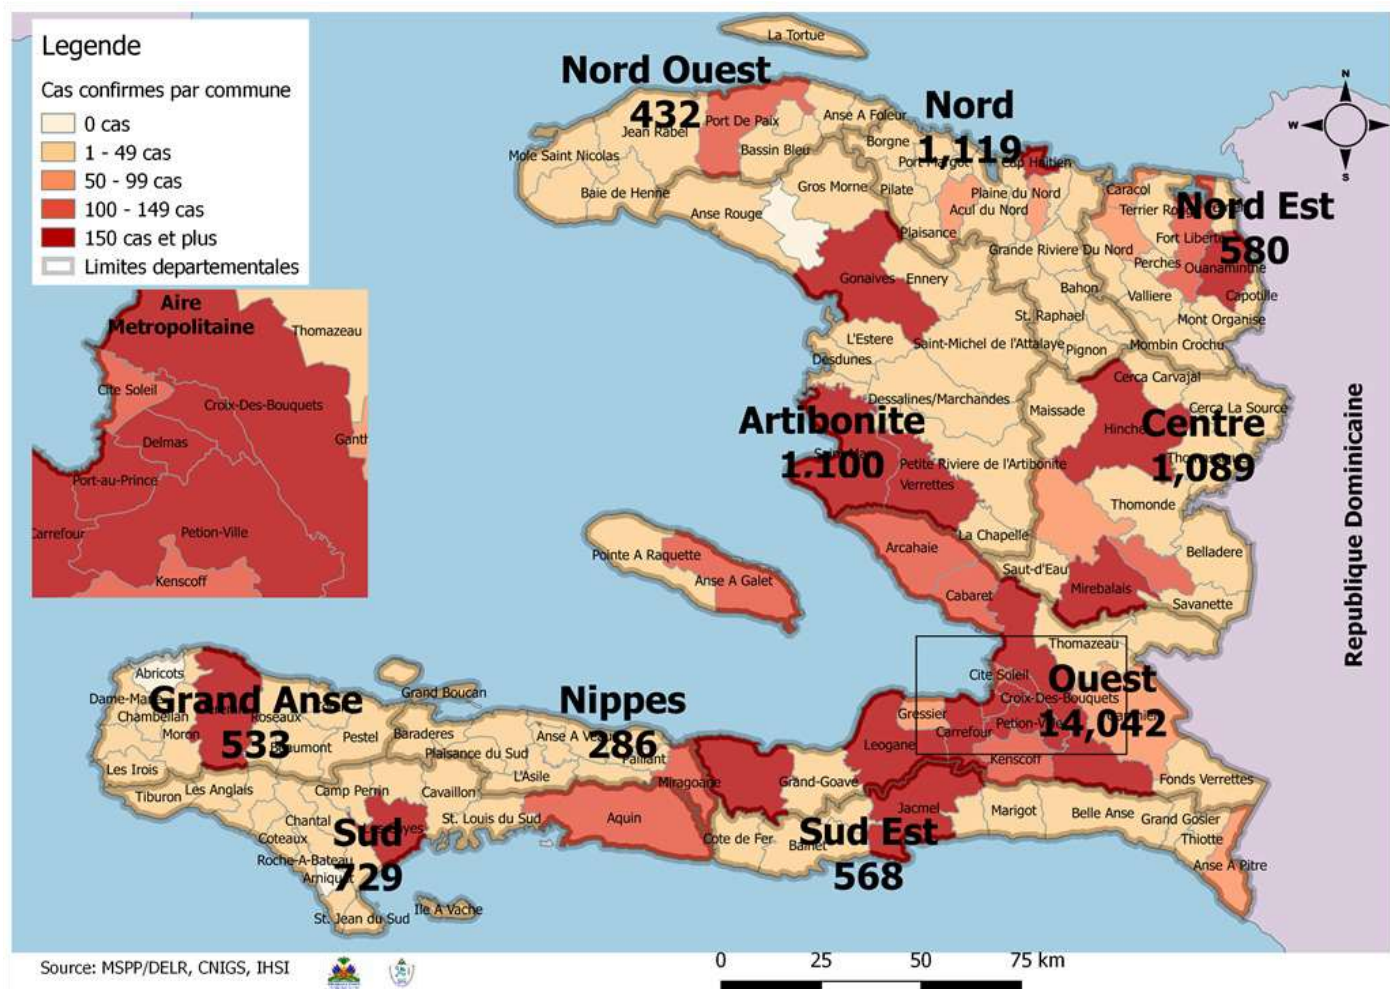 Legende
Cas confirmes par commune
0 cas
1 - 49 cas
50 - 99 cas
100 - 149 cas
150 cas et plus
Limites departementales
Aire
Metropolitaine
Thomazeau
Cite Soleil
Croix-Des-Bouquets
Delmas
Port-au-Prince
Carrefour
Petion-Ville
Kenscoff
La Tortue
Nord Ouest
432
Port De Paix
Jean Rabel
Anse A Foleur
Mole Saint Nicolas
Bassin Bleu
Baie de Henne
Nord
1,119
Borgne
Port Margot
Cap Haitien
Gros Morne
Pilate
Plaine du Nord
Acul du Nord
Anse Rouge
Plaisance
Grande Riviere Du Nord
Caracol
Nord Est
580
Fort Liberte
Perches
Ouanaminthe
Gonaives
Ennery
Bahon
Valliere
Capotille
St. Raphael
Mont Organise
L'Estere
Saint-Michel de l'Attalaye
Pignon
Mombin Crochu
Desdunes
Cerca Carvajal
Dessalines/Marchandes
Maissade
Cerca La Source
Artibonite
1,100
Centre
1,089
Petite Riviere de l'Artibonite
Verrettes
Thomonde
La Chapelle
Belladere
Pointe A Raquette
Arcahaie
Anse A Galet
Saut-d'Eau
Cabaret
Mirebalais
Savanette
Republique Dominicaine
N
W
E
S
Thomazeau
Cite Soleil
Ouest
14,042
Croix-Des-Bouquets
Gressier
Carrefour
Leogane
Kenscoff
Fonds Verrettes
Abricots
Grand Anse
533
Chambellan
Roseaux
Moron
Beaumont
Pestel
Les Irois
Grand Boucan
Nippes
286
Baraderes
Anse A Veau
Plaisance du Sud
Paillant
L'Asile
Miragoane
Grand-Goave
Tiburon
Les Anglais
Camp Perrin
Cavaillon
Chantal
St. Louis du Sud
Aquin
Coteaux
Sud
729
Roche-A-Bateau
Arniquet
St. Jean du Sud
Ile A Vache
Cote de Fer
Bainet
Sud Est
568
Jacmel
Marigot
Belle Anse
Grand Gosier
Thiotte
Anse A Pitre
Source: MSPP/DELR, CNIGS, IHSI
0 25 50 75 km